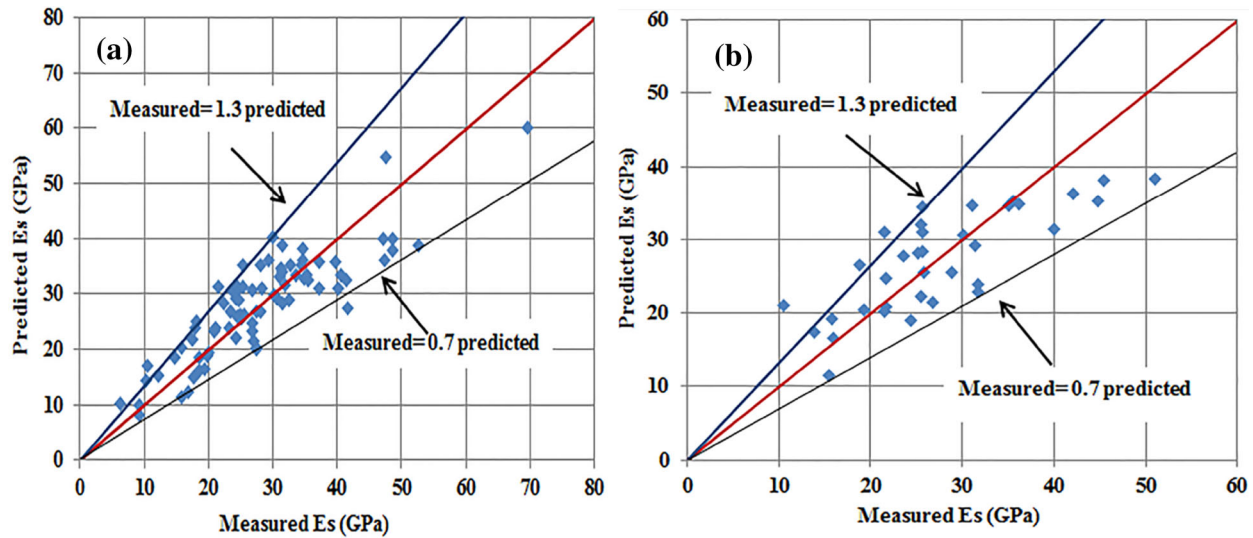 (a)
80
70
60
50
40
30
20
10
0
Predicted Es (GPa)
Measured= 1.3 predicted
Measured= 0.7 predicted
0 10 20 30 40 50 60 70 80
Measured Es (GPa)
(b)
60
50
40
30
20
10
0
Predicted Es (GPa)
Measured= 1.3 predicted
Measured= 0.7 predicted
0 10 20 30 40 50 60
Measured Es (GPa)